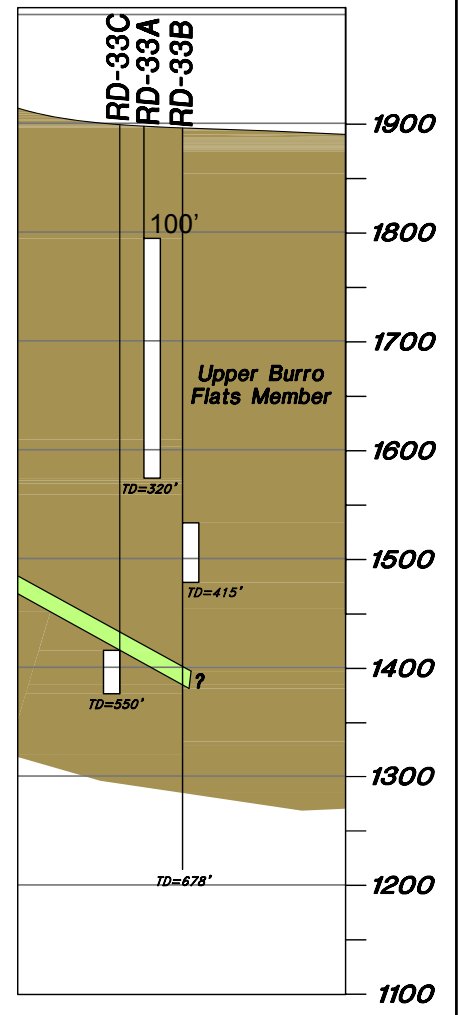 RD-33C
RD-33A
RD-33B
1900
100'
1800
1700
Upper Burro
Flats Member
1600
TD=320'
1500
TD=415'
1400
?
TD=550'
1300
TD=678'
1200
1100